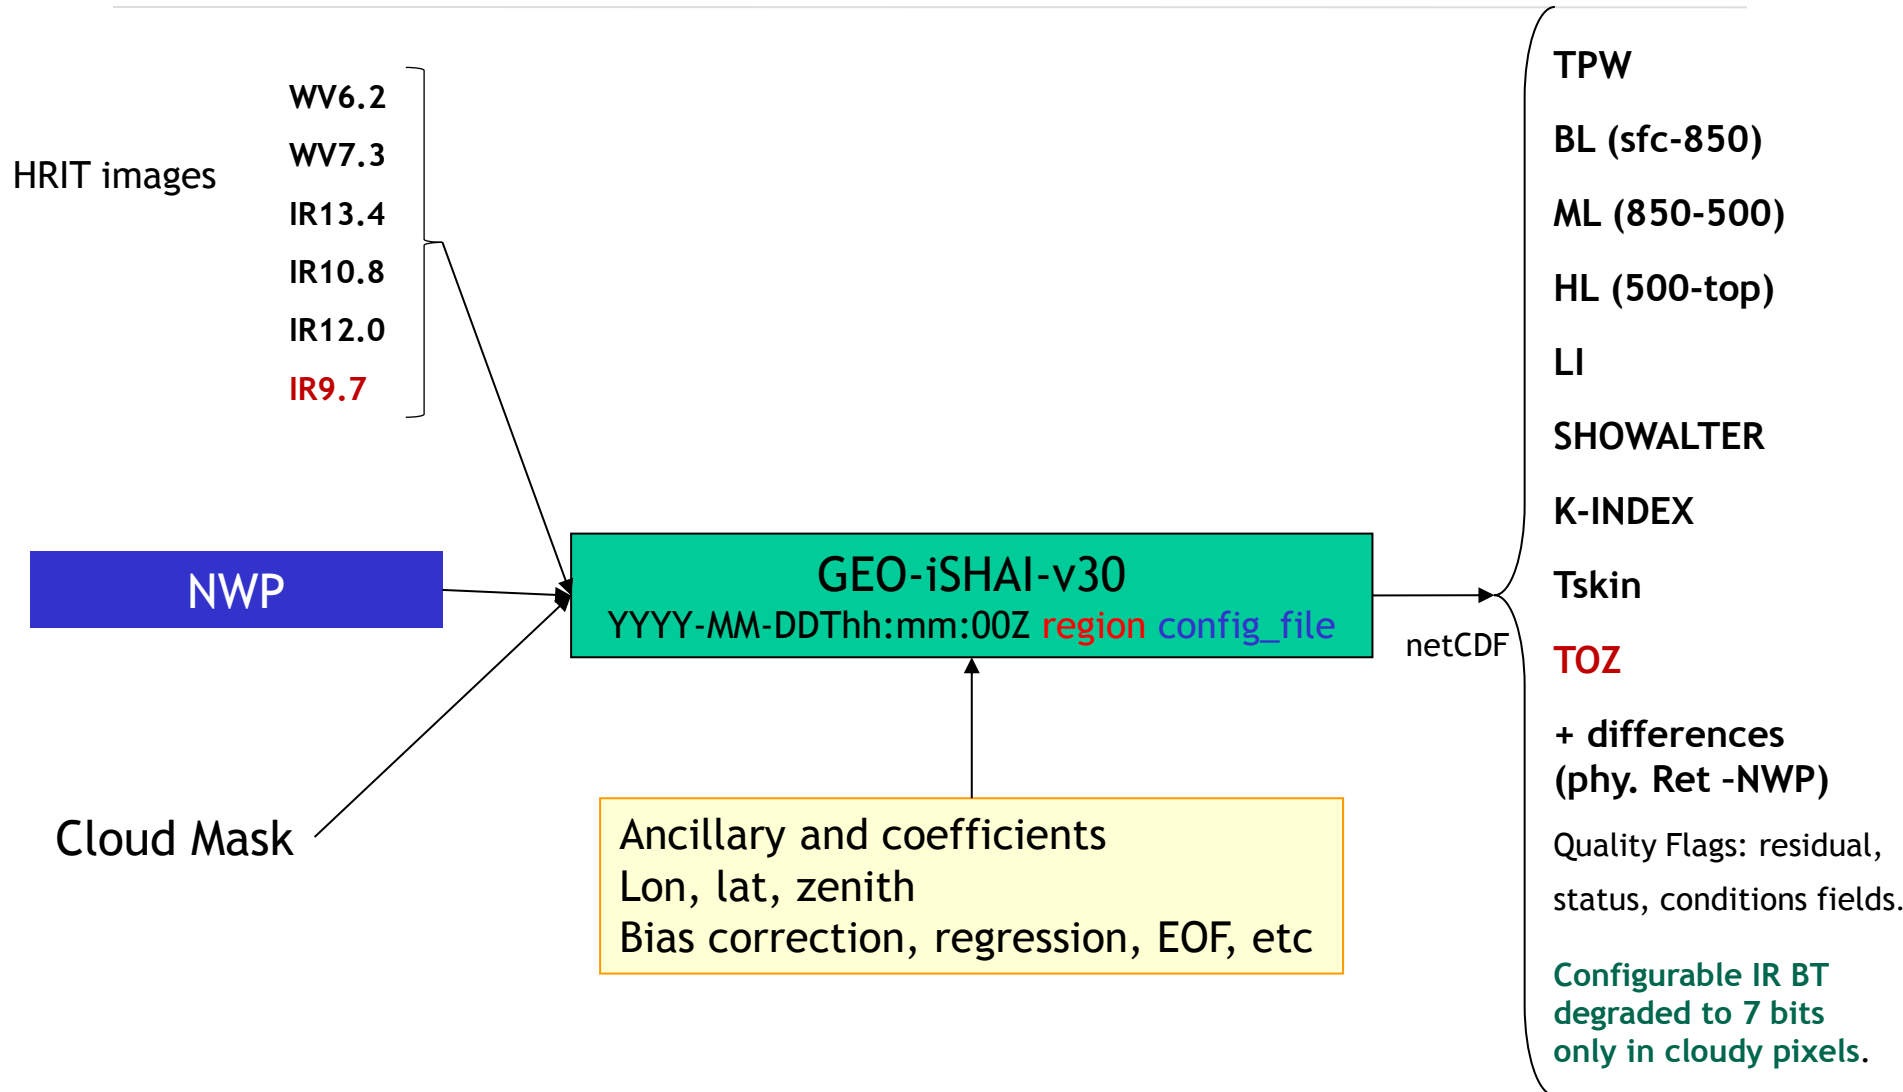 HRIT images
WV6.2
WV7.3
IR13.4
IR10.8
IR12.0
IR9.7
NWP
Cloud Mask
GEO-iSHAI-v30
YYYY-MM-DDThh:mm:00Z region config_file
Ancillary and coefficients
Lon, lat, zenith
Bias correction, regression, EOF, etc
netCDF
TPW
BL (sfc-850)
ML (850-500)
HL (500-top)
LI
SHOWALTER
K-INDEX
Tskin
TOZ
+ differences
(phy. Ret –NWP)
Quality Flags: residual,
status, conditions fields.
Configurable IR BT
degraded to 7 bits
only in cloudy pixels.